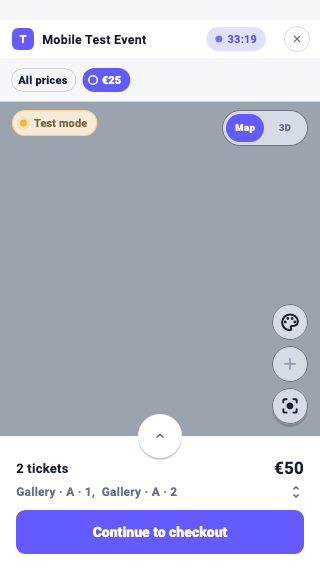 T Mobile Test Event 33:19
All prices €25
Test mode
Map 3D
2 tickets €50
Gallery · A · 1, Gallery · A · 2
Continue to checkout